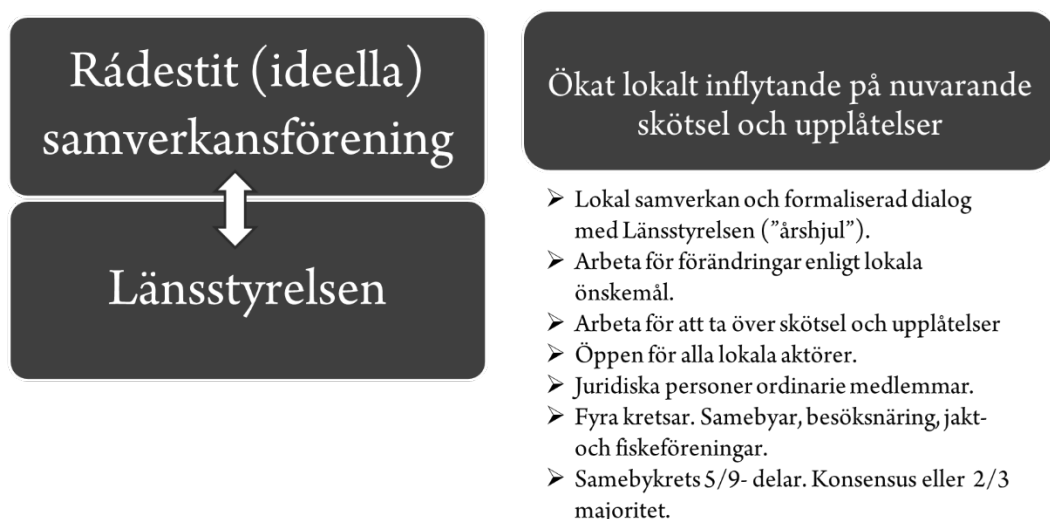 Rádestit (ideella)
samverkansförening
Länsstyrelsen
Ökat lokalt inflytande på nuvarande
skötsel och upplåtelser
➢ Lokal samverkan och formaliserad dialog
med Länsstyrelsen (”årshjul”).
➢ Arbeta för förändringar enligt lokala
önskemål.
➢ Arbeta för att ta över skötsel och upplåtelser
➢ Öppen för alla lokala aktörer.
➢ Juridiska personer ordinarie medlemmar.
➢ Fyra kretsar. Samebyar, besöksnäring, jakt-
och fiskeföreningar.
➢ Samebykrets 5/9- delar. Konsensus eller 2/3
majoritet.